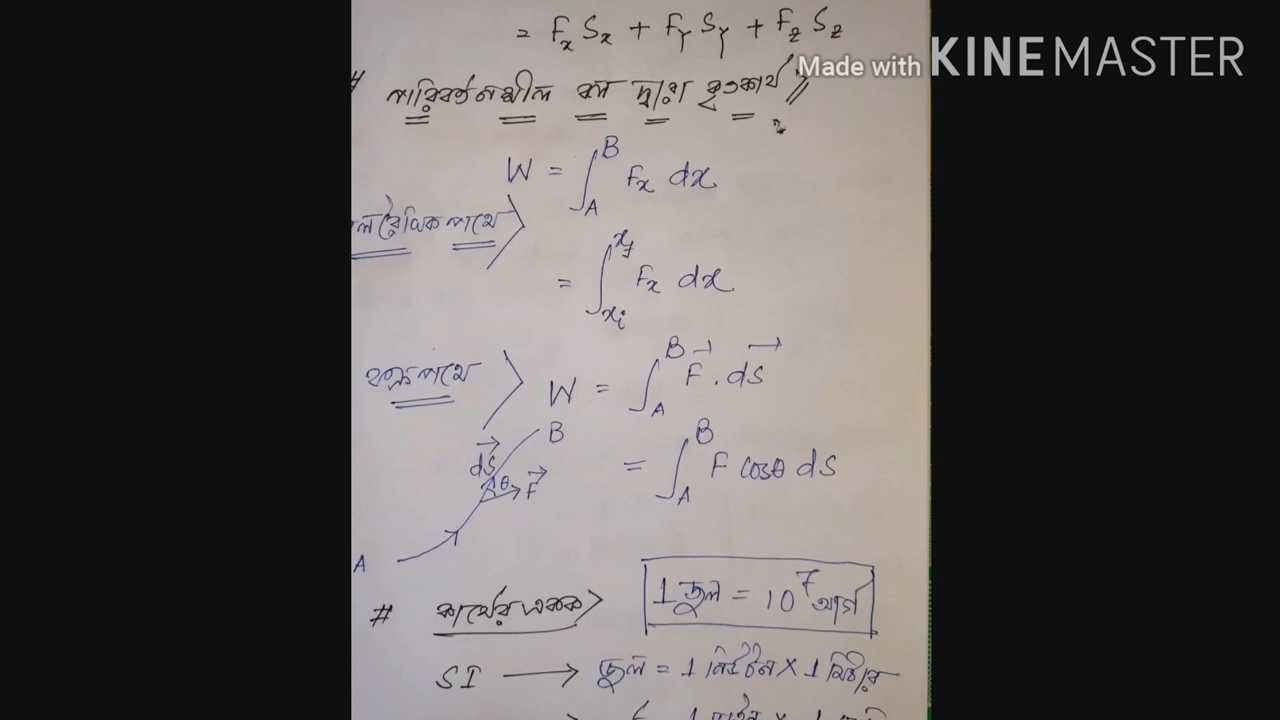 = Fx Sx + Fy Sy + Fz Sz
Made with KINEMASTER
# পরিবর্তনশীল বল দ্বারা কৃতকার্য
W = ∫_A^B Fx dx
রৈখিক পথে
= ∫_{xi}^{xf} Fx dx
বক্রপথে W = ∫_A^B F⃗ . dS⃗
= ∫_A^B F cosθ dS
B
dS⃗
θ F⃗
A
# কার্যের একক> 1 জুল = 10^7 আর্গ
SI → জুল = 1 নিউটন × 1 মিটার